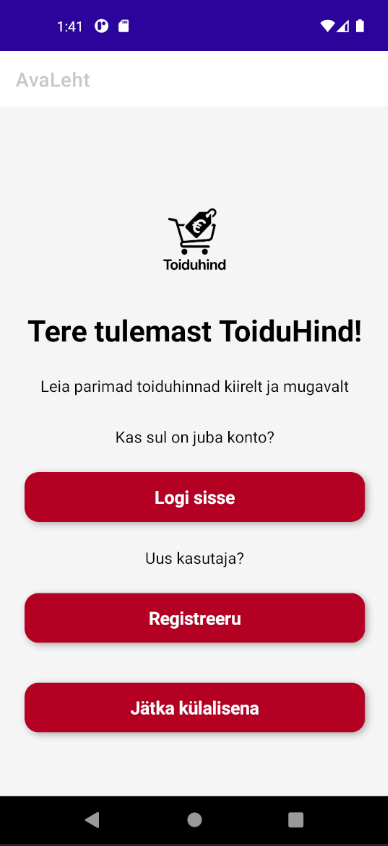 1:41
AvaLeht
€
Toiduhind
Tere tulemast ToiduHind!
Leia parimad toiduhinnad kiirelt ja mugavalt
Kas sul on juba konto?
Logi sisse
Uus kasutaja?
Registreeru
Jätka külalisena